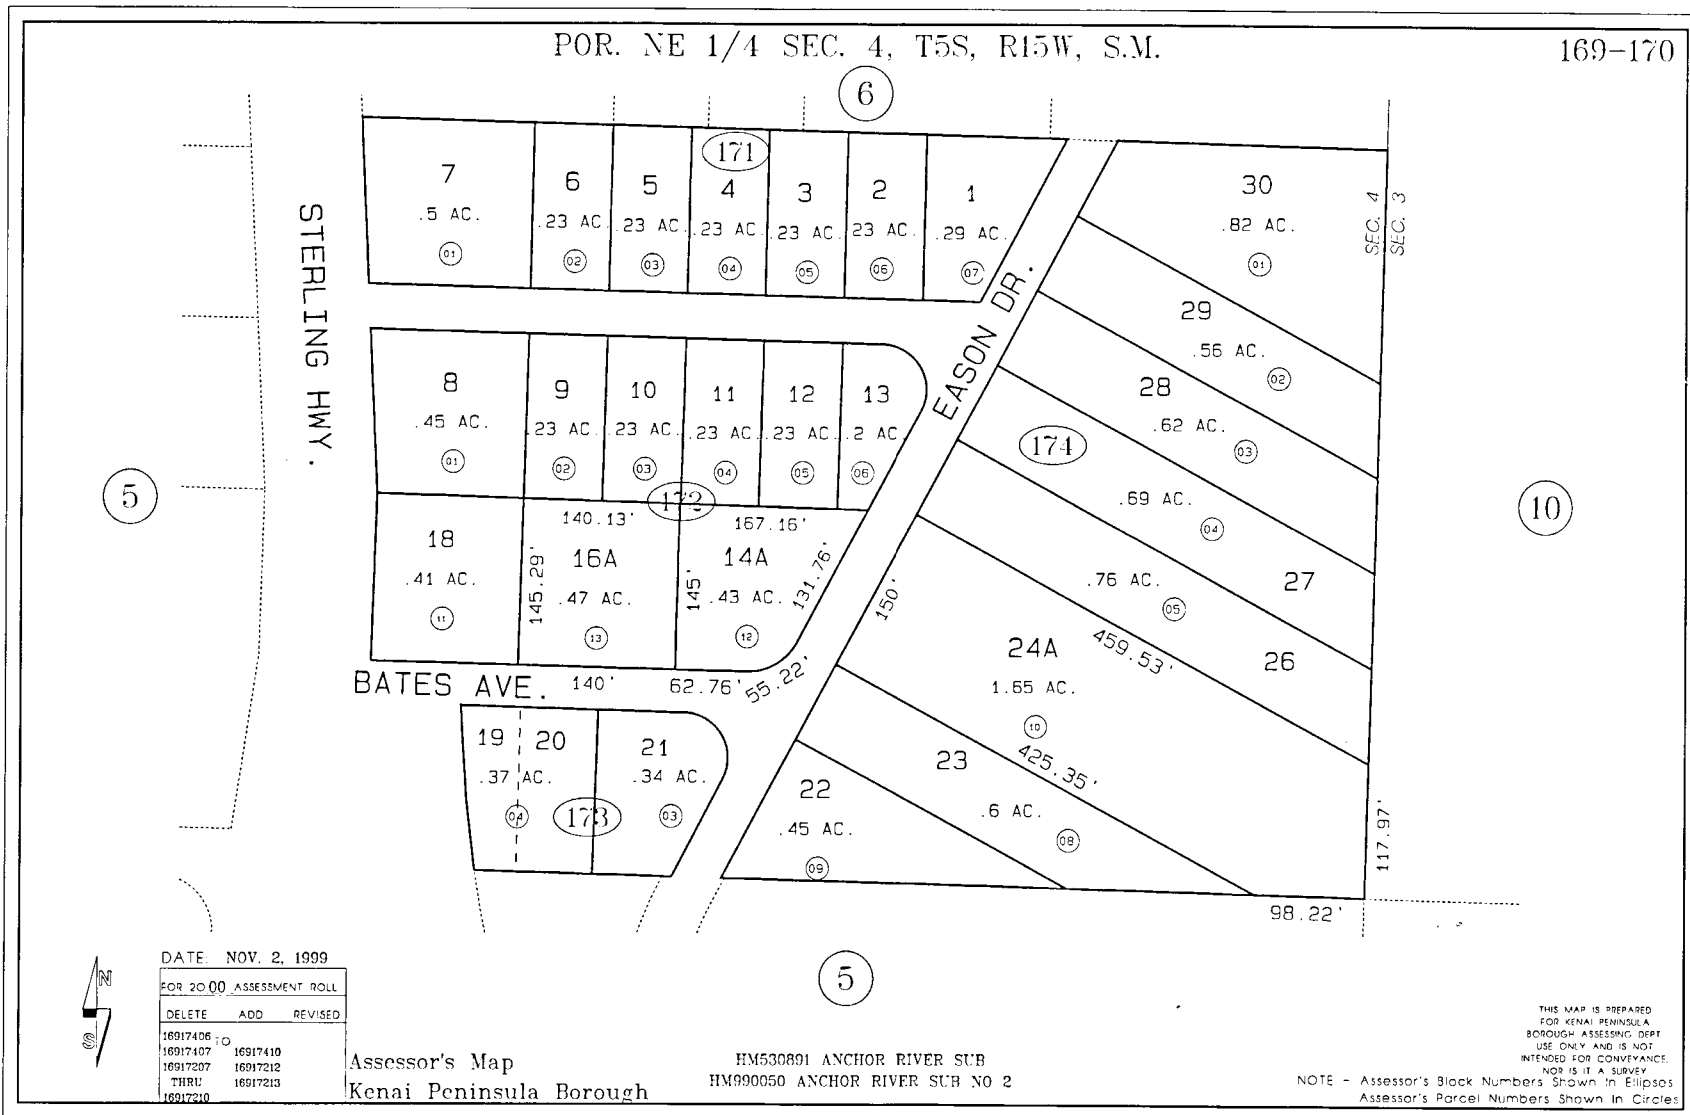 POR. NE 1/4 SEC. 4, T5S, R15W, S.M.
169-170
6
171
7
.5 AC.
01
6
.23 AC
02
5
.23 AC
03
4
.23 AC
04
3
.23 AC.
05
2
.23 AC.
06
1
.29 AC.
07
30
.82 AC.
01
SEC. 4
SEC. 3
STERLING HWY.
EASON DR.
29
.56 AC.
02
8
.45 AC.
01
9
.23 AC.
02
10
.23 AC.
03
11
.23 AC.
04
12
.23 AC.
05
13
.2 AC.
06
28
.62 AC.
03
174
.69 AC.
04
27
5
10
172
140.13'
167.16'
18
.41 AC.
11
145.29'
16A
.47 AC.
13
145'
14A
.43 AC.
12
131.76'
150'
.76 AC.
05
26
24A
1.65 AC.
10
459.53'
BATES AVE.
140'
62.76'
55.22'
19
20
.37 AC.
04
173
21
.34 AC.
03
22
.45 AC.
09
23
.6 AC.
08
425.35'
117.97'
98.22'
5
N
S
DATE: NOV. 2, 1999
FOR 2000 ASSESSMENT ROLL
DELETE ADD REVISED
16917406 TO
16917407 16917410
16917207 16917212
THRU 16917213
16917210
Assessor's Map
Kenai Peninsula Borough
HM530891 ANCHOR RIVER SUB
HM990050 ANCHOR RIVER SUB NO 2
THIS MAP IS PREPARED
FOR KENAI PENINSULA
BOROUGH ASSESSING DEPT
USE ONLY AND IS NOT
INTENDED FOR CONVEYANCE.
NOR IS IT A SURVEY
NOTE - Assessor's Block Numbers Shown in Ellipses
Assessor's Parcel Numbers Shown in Circles